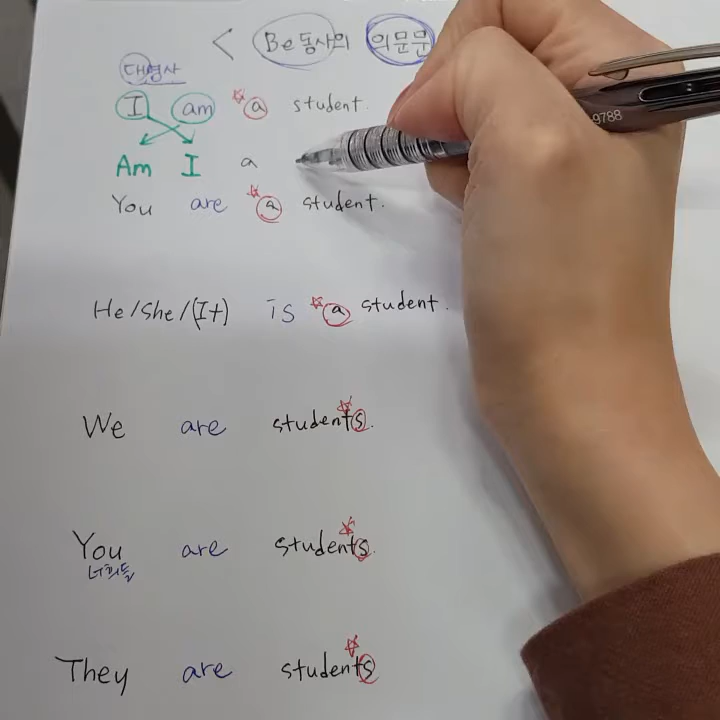 < Be동사의 의문문
대명사
I am a student.
Am I a
You are a student.
He/She/(It) is a student.
We are students.
You are students.
너희들
They are students
9788